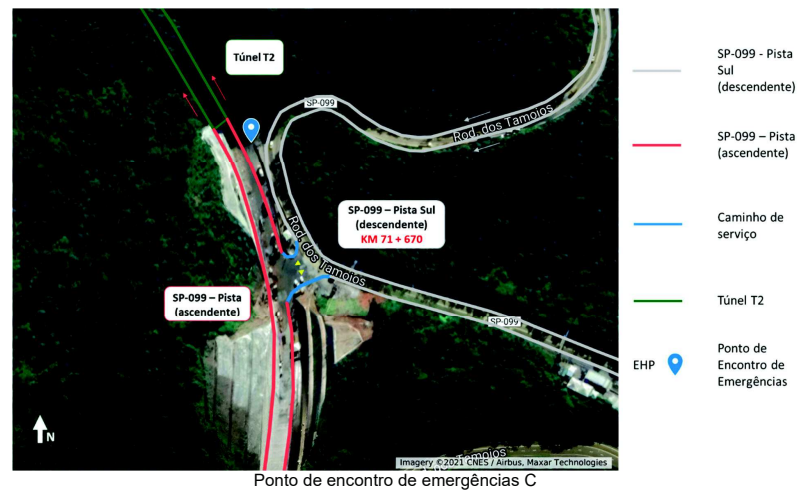 Túnel T2
SP-099
Rod. dos Tamoios
SP-099 – Pista Sul
(descendente)
KM 71 + 670
Rod. dos Tamoios
SP-099 – Pista
(ascendente)
SP-099
N
Tamoios
Imagery ©2021 CNES / Airbus, Maxar Technologies
Ponto de encontro de emergências C
SP-099 - Pista
Sul
(descendente)
SP-099 – Pista
(ascendente)
Caminho de
serviço
Túnel T2
EHP
Ponto de
Encontro de
Emergências